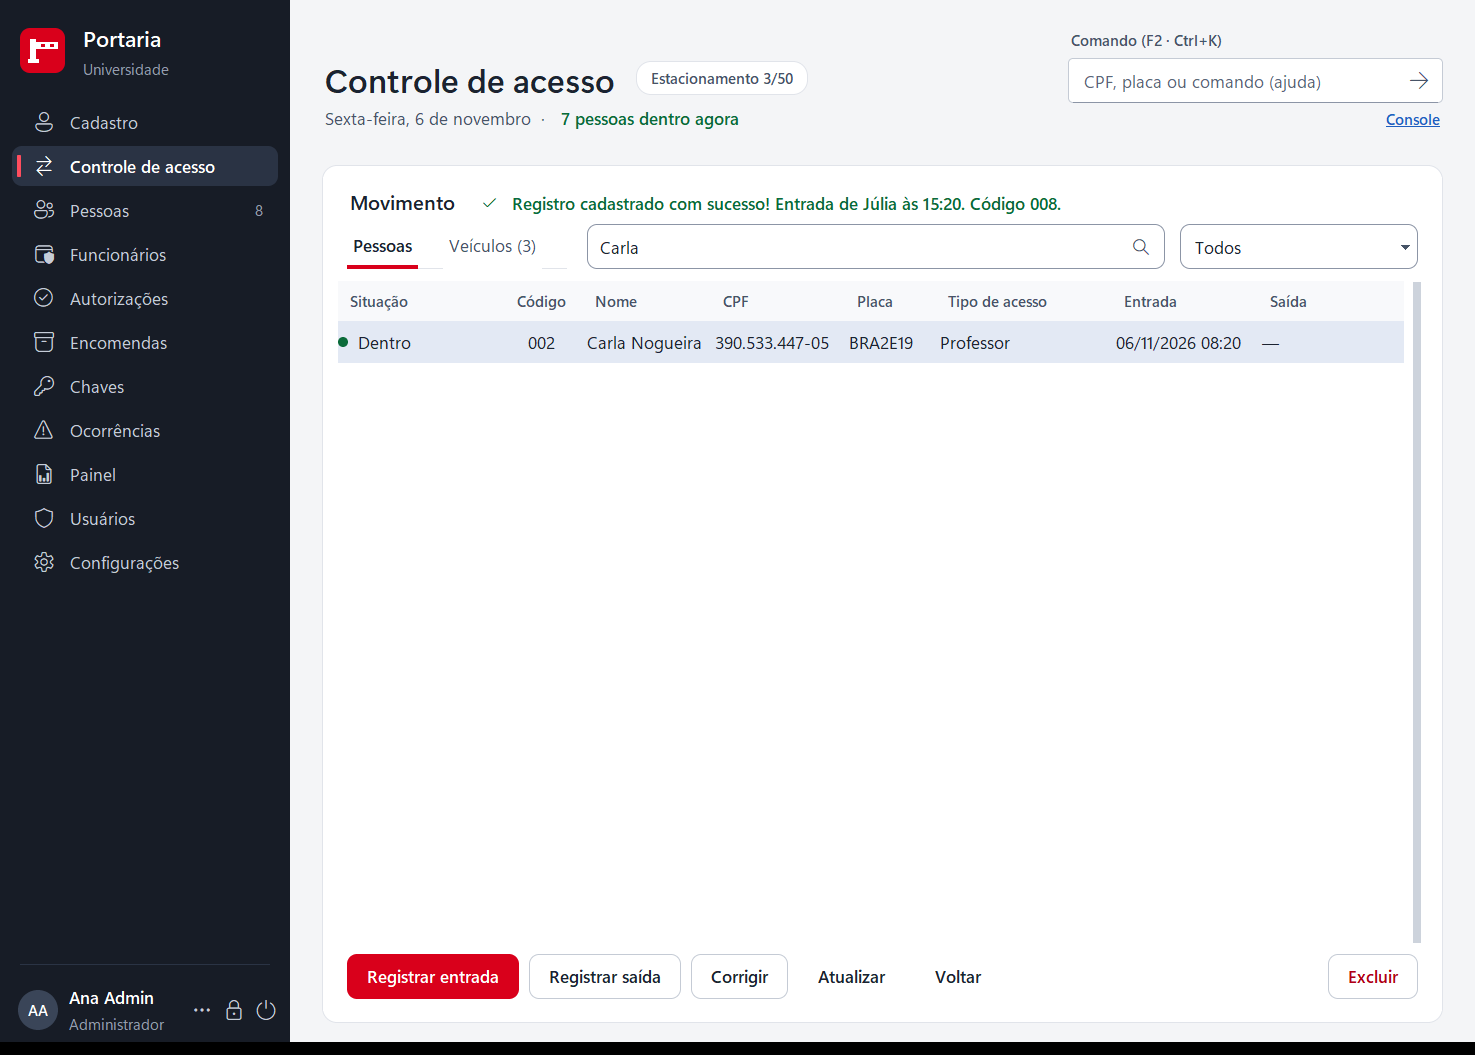 Portaria
Universidade
Cadastro
Controle de acesso
Pessoas 8
Funcionários
Autorizações
Encomendas
Chaves
Ocorrências
Painel
Usuários
Configurações
AA
Ana Admin
Administrador
Controle de acesso
Estacionamento 3/50
Sexta-feira, 6 de novembro · 7 pessoas dentro agora
Comando (F2 · Ctrl+K)
CPF, placa ou comando (ajuda)
Console
Movimento
Registro cadastrado com sucesso! Entrada de Júlia às 15:20. Código 008.
Pessoas
Veículos (3)
Carla
Todos
Situação Código Nome CPF Placa Tipo de acesso Entrada Saída
Dentro 002 Carla Nogueira 390.533.447-05 BRA2E19 Professor 06/11/2026 08:20 —
Registrar entrada
Registrar saída
Corrigir
Atualizar
Voltar
Excluir